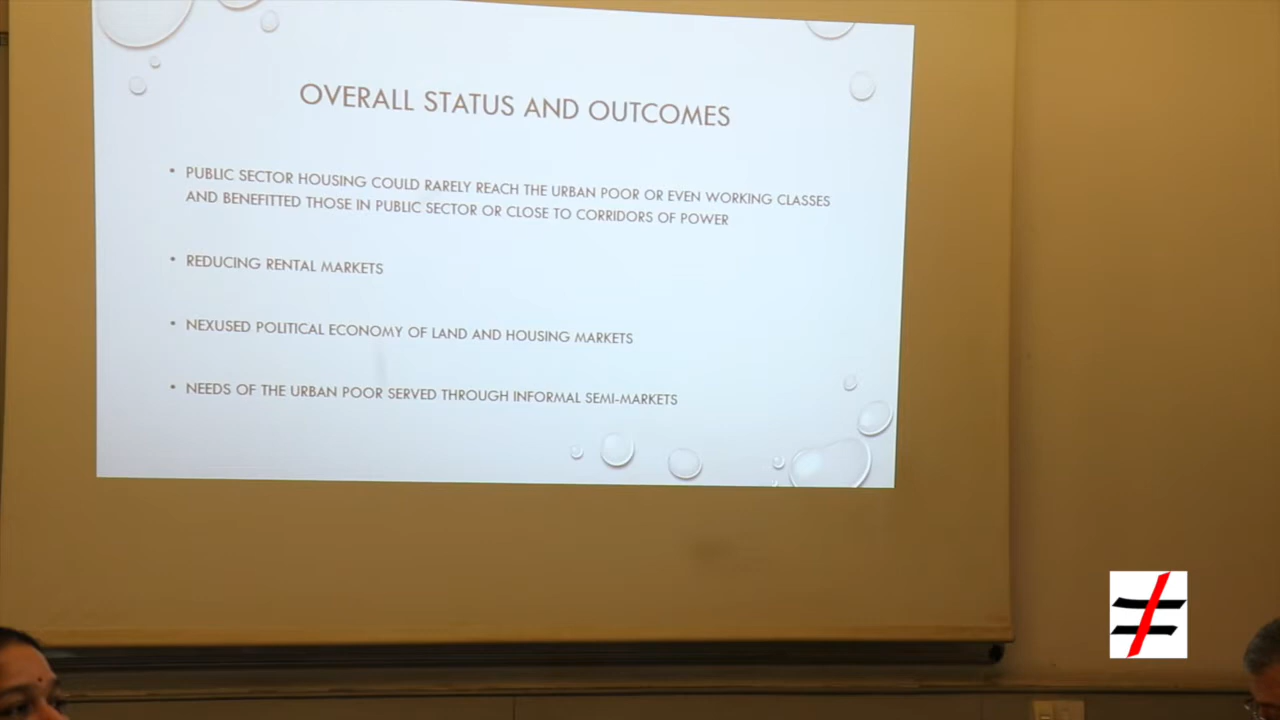 OVERALL STATUS AND OUTCOMES
• PUBLIC SECTOR HOUSING COULD RARELY REACH THE URBAN POOR OR EVEN WORKING CLASSES
AND BENEFITTED THOSE IN PUBLIC SECTOR OR CLOSE TO CORRIDORS OF POWER
• REDUCING RENTAL MARKETS
• NEXUSED POLITICAL ECONOMY OF LAND AND HOUSING MARKETS
• NEEDS OF THE URBAN POOR SERVED THROUGH INFORMAL SEMI-MARKETS